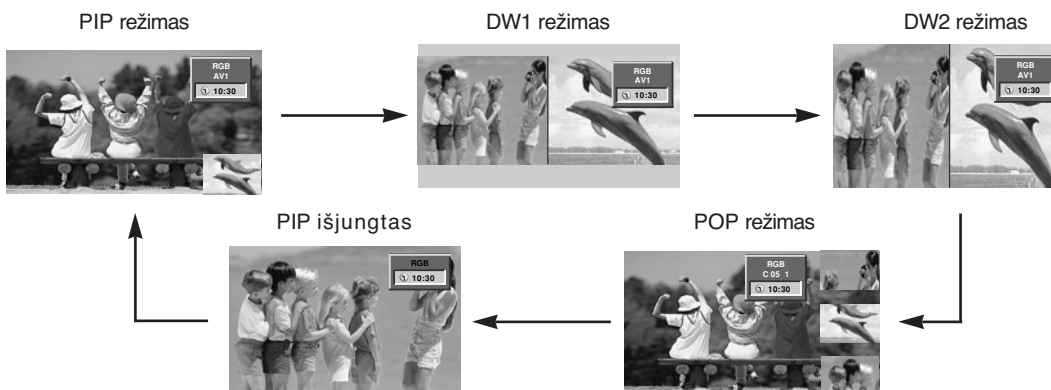 PIP režimas
DW1 režimas
DW2 režimas
RGB
AV1
10:30
RGB
AV1
10:30
RGB
AV1
10:30
PIP išjungtas
POP režimas
RGB
10:30
RGB
C 05 1
10:30